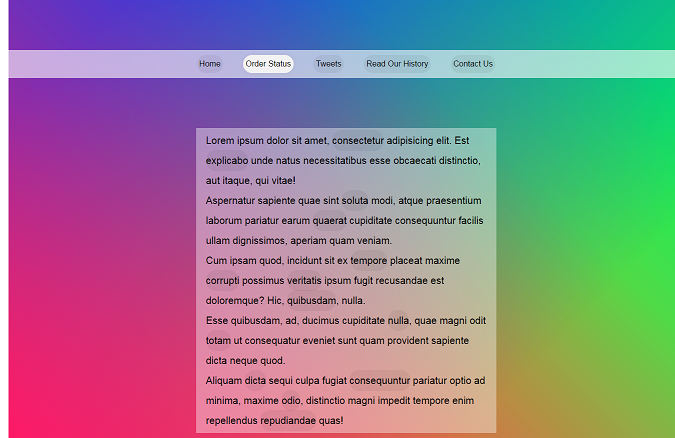 Home Order Status Tweets Read Our History Contact Us
Lorem ipsum dolor sit amet, consectetur adipisicing elit. Est
explicabo unde natus necessitatibus esse obcaecati distinctio,
aut itaque, qui vitae!
Aspernatur sapiente quae sint soluta modi, atque praesentium
laborum pariatur earum quaerat cupiditate consequuntur facilis
ullam dignissimos, aperiam quam veniam.
Cum ipsam quod, incidunt sit ex tempore placeat maxime
corrupti possimus veritatis ipsum fugit recusandae est
doloremque? Hic, quibusdam, nulla.
Esse quibusdam, ad, ducimus cupiditate nulla, quae magni odit
totam ut consequatur eveniet sunt quam provident sapiente
dicta neque quod.
Aliquam dicta sequi culpa fugiat consequuntur pariatur optio ad
minima, maxime odio, distinctio magni impedit tempore enim
repellendus repudiandae quas!